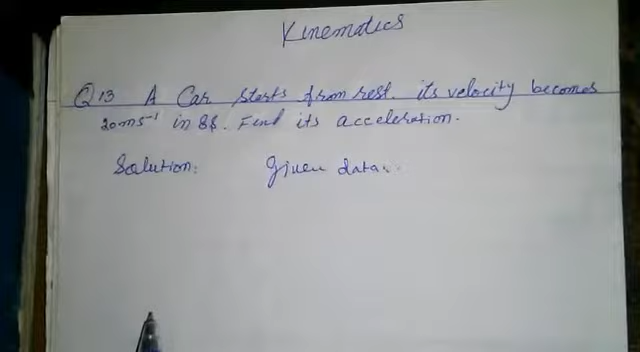 Kinematics
Q13 A Car starts from rest. its velocity becomes
20ms⁻¹ in 8s. Find its acceleration.
Solution: Given data: